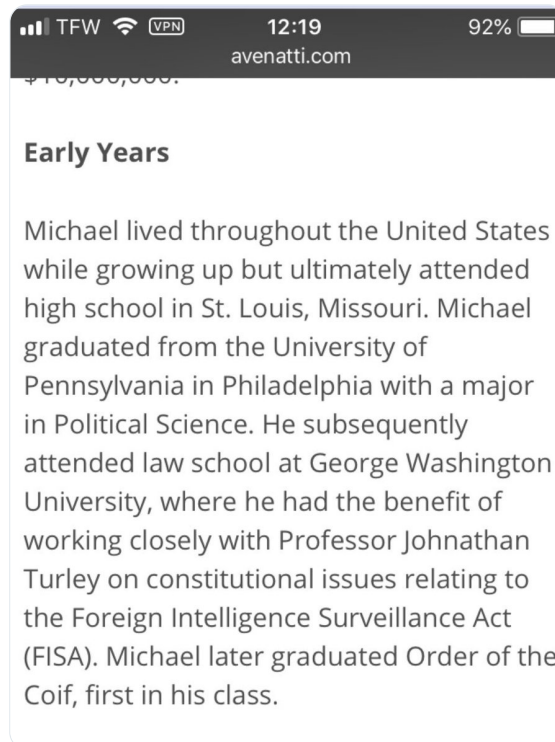 TFW VPN 12:19 92%
avenatti.com
$10,000,000.
Early Years
Michael lived throughout the United States
while growing up but ultimately attended
high school in St. Louis, Missouri. Michael
graduated from the University of
Pennsylvania in Philadelphia with a major
in Political Science. He subsequently
attended law school at George Washington
University, where he had the benefit of
working closely with Professor Johnathan
Turley on constitutional issues relating to
the Foreign Intelligence Surveillance Act
(FISA). Michael later graduated Order of the
Coif, first in his class.